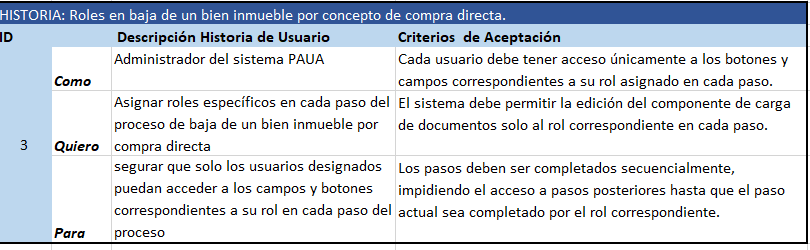 HISTORIA: Roles en baja de un bien inmueble por concepto de compra directa.
ID Descripción Historia de Usuario Criterios de Aceptación
3
Como
Administrador del sistema PAUA
Cada usuario debe tener acceso únicamente a los botones y
campos correspondientes a su rol asignado en cada paso.
Quiero
Asignar roles específicos en cada paso del
proceso de baja de un bien inmueble por
compra directa
El sistema debe permitir la edición del componente de carga
de documentos solo al rol correspondiente en cada paso.
Para
segurar que solo los usuarios designados
puedan acceder a los campos y botones
correspondientes a su rol en cada paso del
proceso
Los pasos deben ser completados secuencialmente,
impidiendo el acceso a pasos posteriores hasta que el paso
actual sea completado por el rol correspondiente.